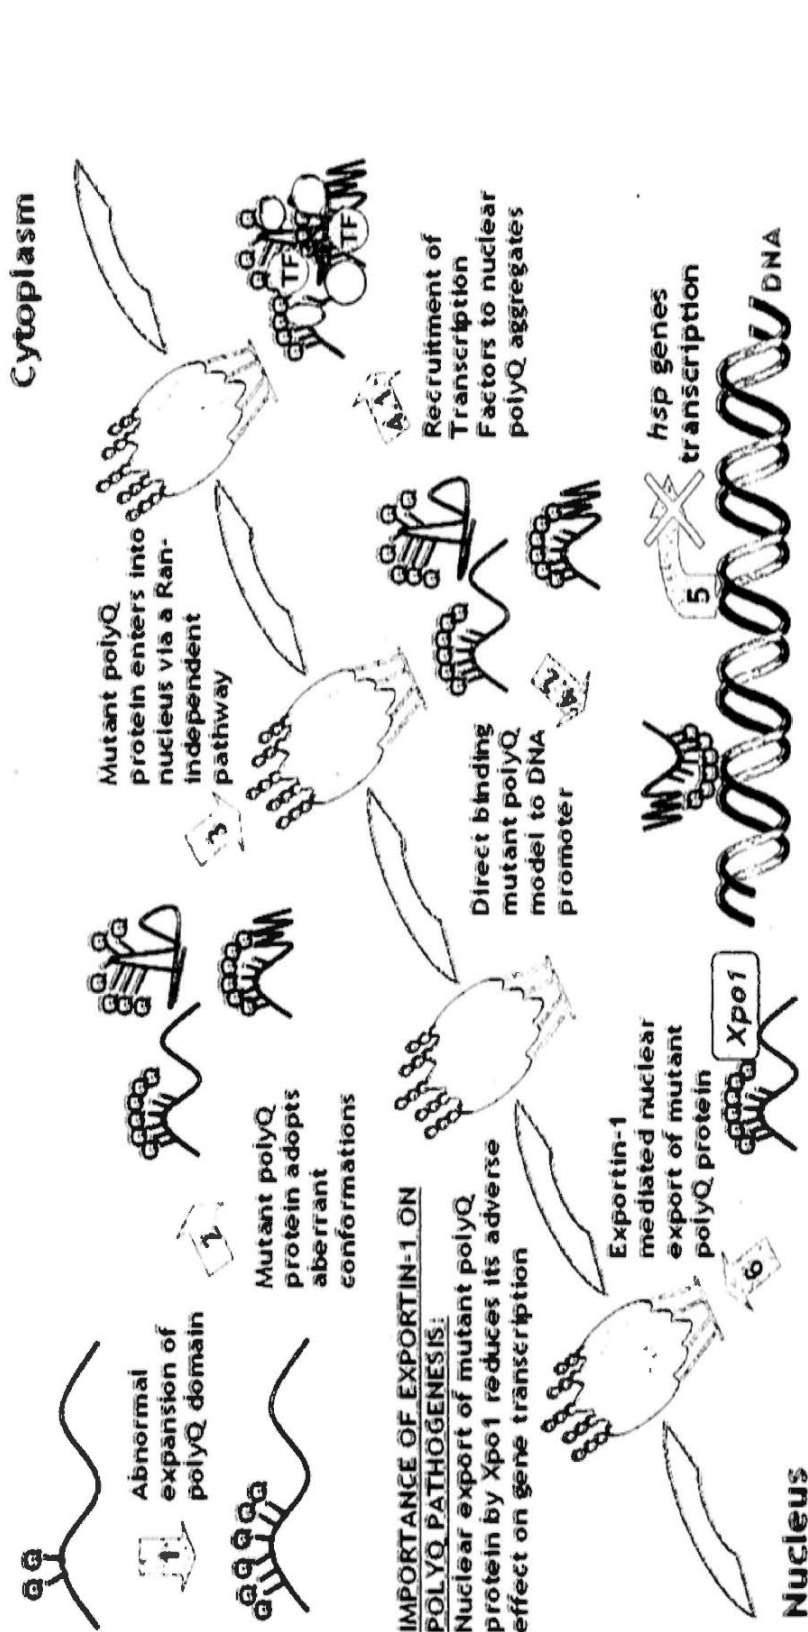 Cytoplasm
Q Q
1
Abnormal
expansion of
polyQ domain
Q Q Q Q Q Q
2
Mutant polyQ
protein adopts
aberrant
conformations
3
Mutant polyQ
protein enters into
nucleus via a Ran-
independent
pathway
4.1
Recruitment of
Transcription
Factors to nuclear
polyQ aggregates
TF
TF
4.2
Direct binding
mutant polyQ
model to DNA
promoter
5
hsp genes
transcription
DNA
6
Exportin-1
mediated nuclear
export of mutant
polyQ protein
Xpo1
IMPORTANCE OF EXPORTIN-1 ON
POLYQ PATHOGENESIS:
Nuclear export of mutant polyQ
protein by Xpo1 reduces its adverse
effect on gene transcription
Nucleus